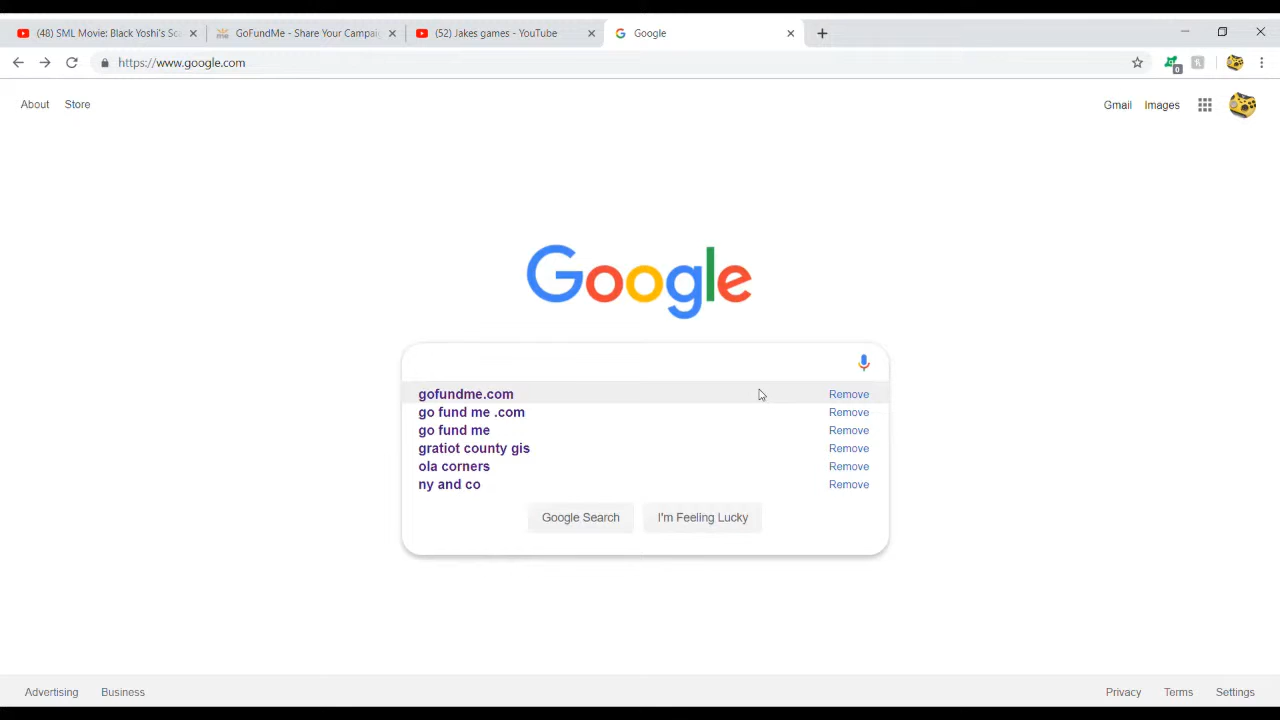 (48) SML Movie: Black Yoshi's Sc
GoFundMe - Share Your Campai
(52) Jakes games - YouTube
Google
https://www.google.com
0
About Store
Gmail Images
Google
gofundme.com Remove
go fund me .com Remove
go fund me Remove
gratiot county gis Remove
ola corners Remove
ny and co Remove
Google Search I'm Feeling Lucky
Advertising Business
Privacy Terms Settings